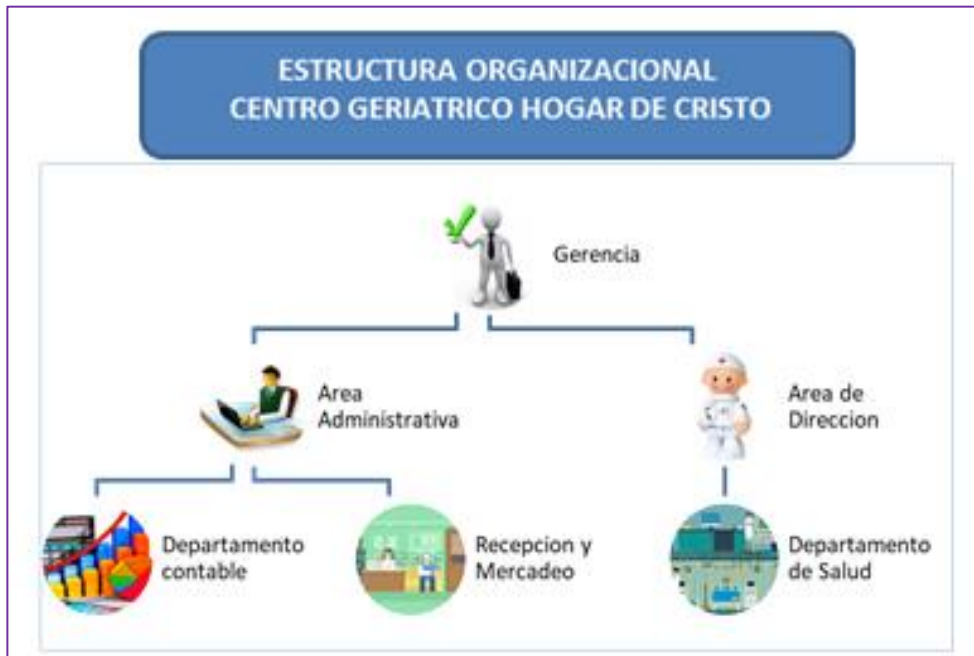 ESTRUCTURA ORGANIZACIONAL
CENTRO GERIATRICO HOGAR DE CRISTO
Gerencia
Area
Administrativa
Area de
Direccion
Departamento
contable
Recepcion y
Mercadeo
Departamento
de Salud